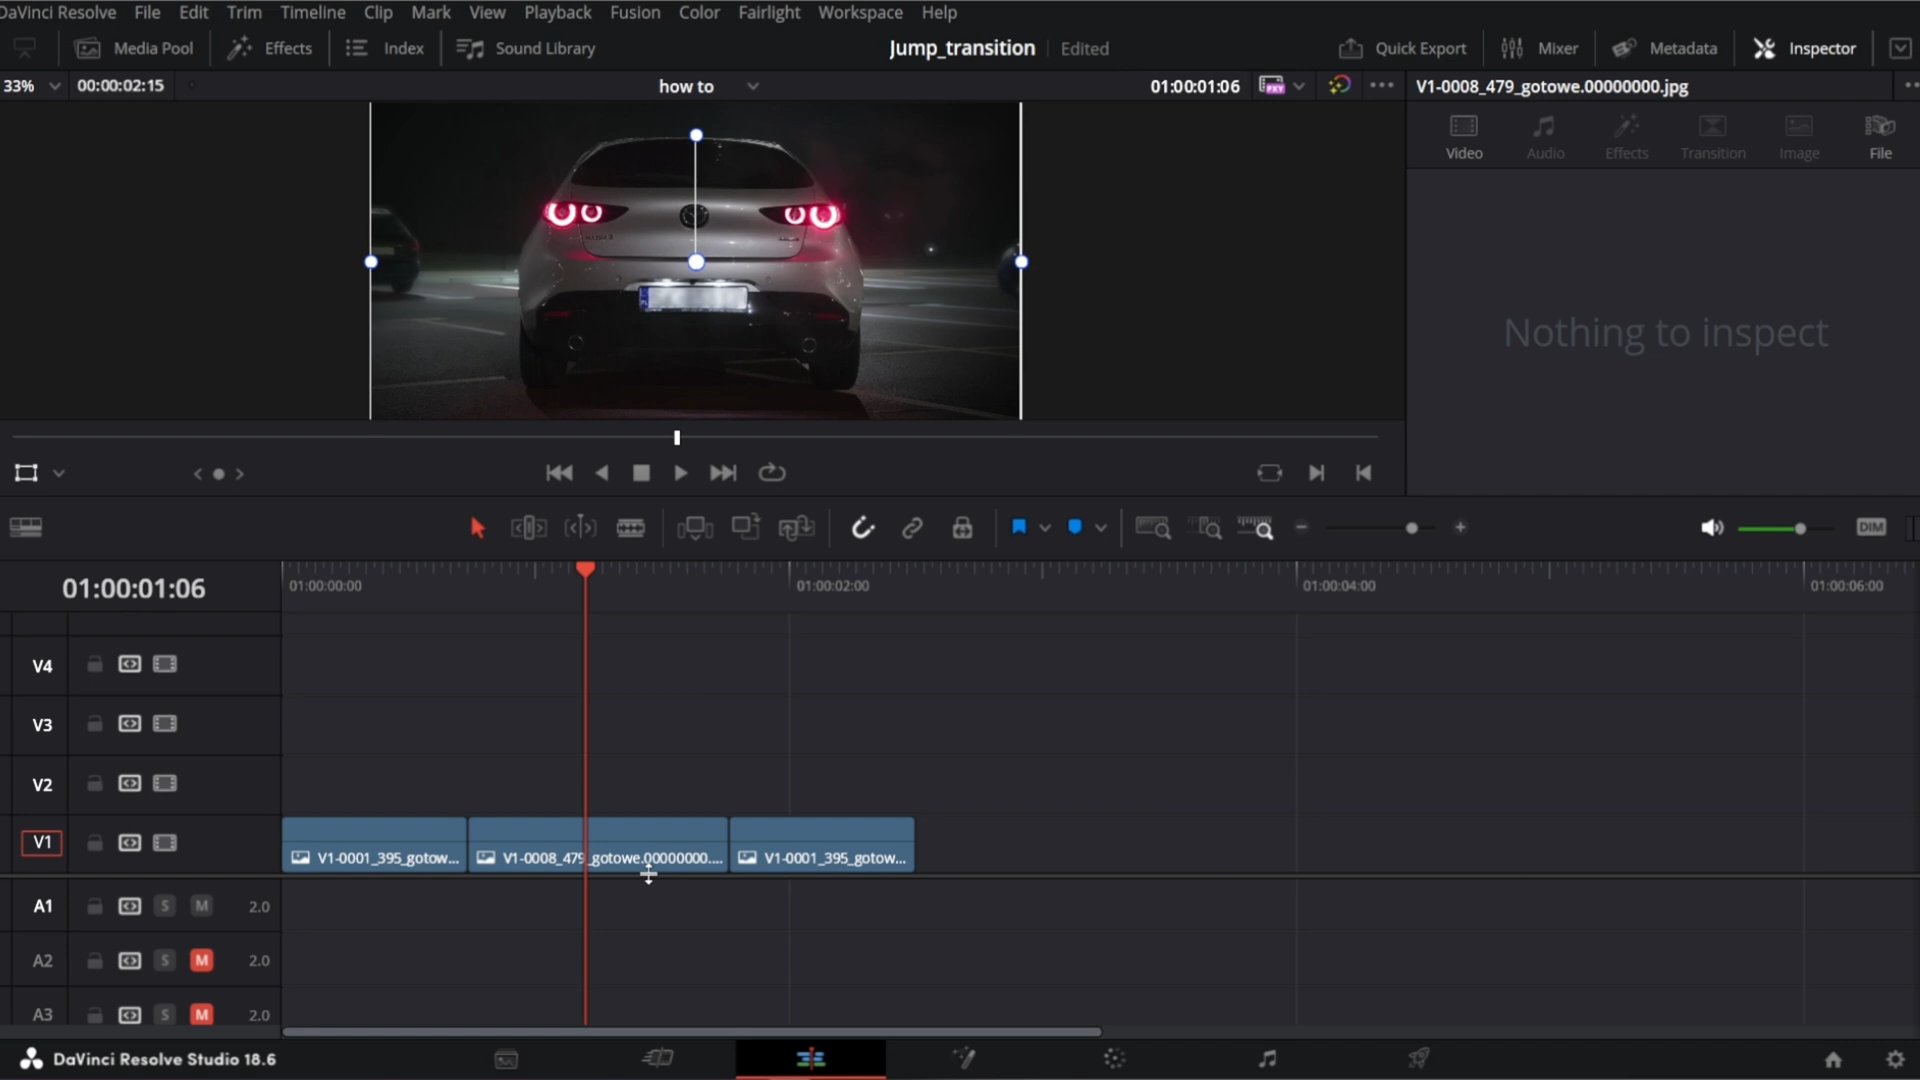 DaVinci Resolve File Edit Trim Timeline Clip Mark View Playback Fusion Color Fairlight Workspace Help
Media Pool Effects Index Sound Library Jump_transition Edited Quick Export Mixer Metadata Inspector
33% 00:00:02:15 how to 01:00:01:06 PXY V1-0008_479_gotowe.00000000.jpg
Video Audio Effects Transition Image File
Nothing to inspect
DIM
01:00:01:06 01:00:00:00 01:00:02:00 01:00:04:00 01:00:06:00
V4
V3
V2
V1 V1-0001_395_gotow... V1-0008_479_gotowe.00000000.... V1-0001_395_gotow...
A1 S M 2.0
A2 S M 2.0
A3 S M 2.0
DaVinci Resolve Studio 18.6